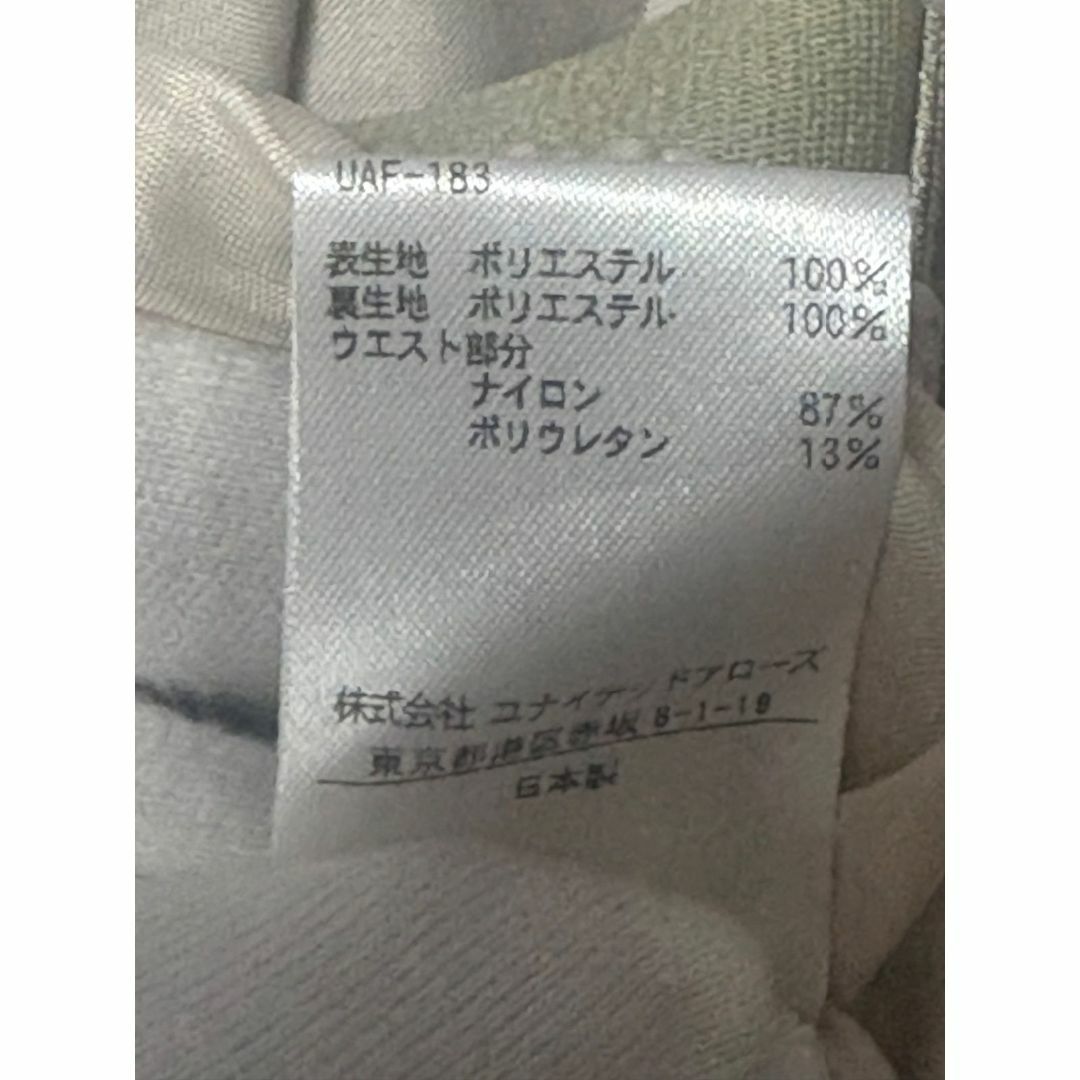 UAF-183
表生地 ポリエステル 100%
裏生地 ポリエステル 100%
ウエスト部分
ナイロン 87%
ポリウレタン 13%
株式会社 ユナイテッドアローズ
東京都港区赤坂 8-1-19
日本製